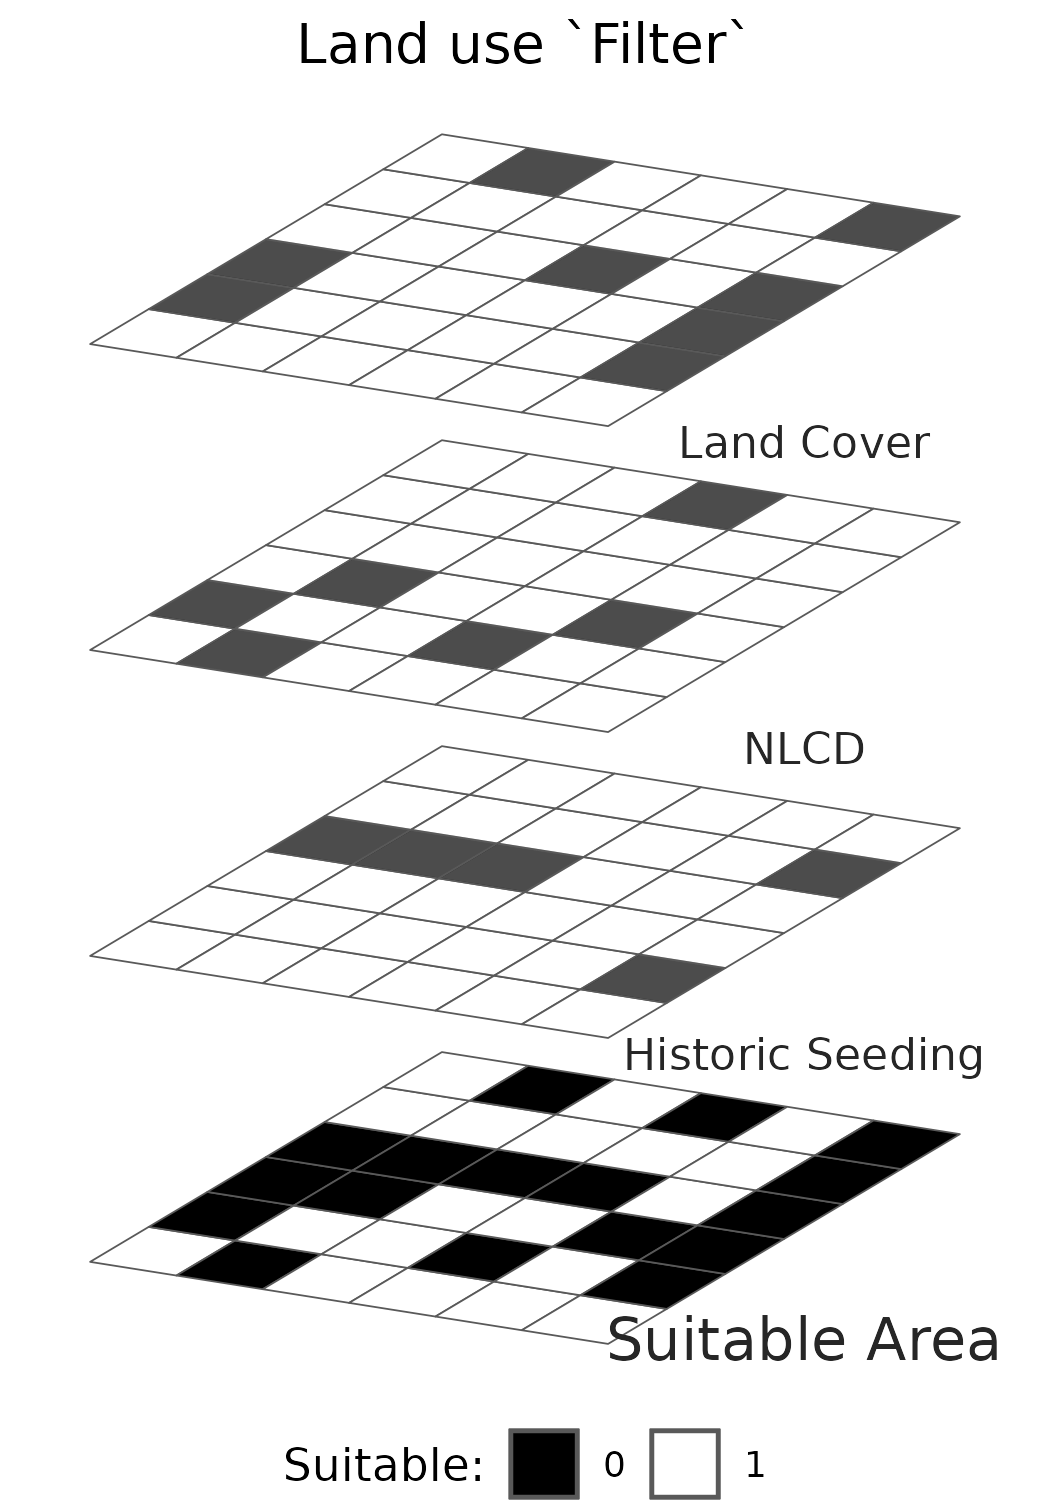 Land use `Filter`
Land Cover
NLCD
Historic Seeding
Suitable Area
Suitable: 0 1